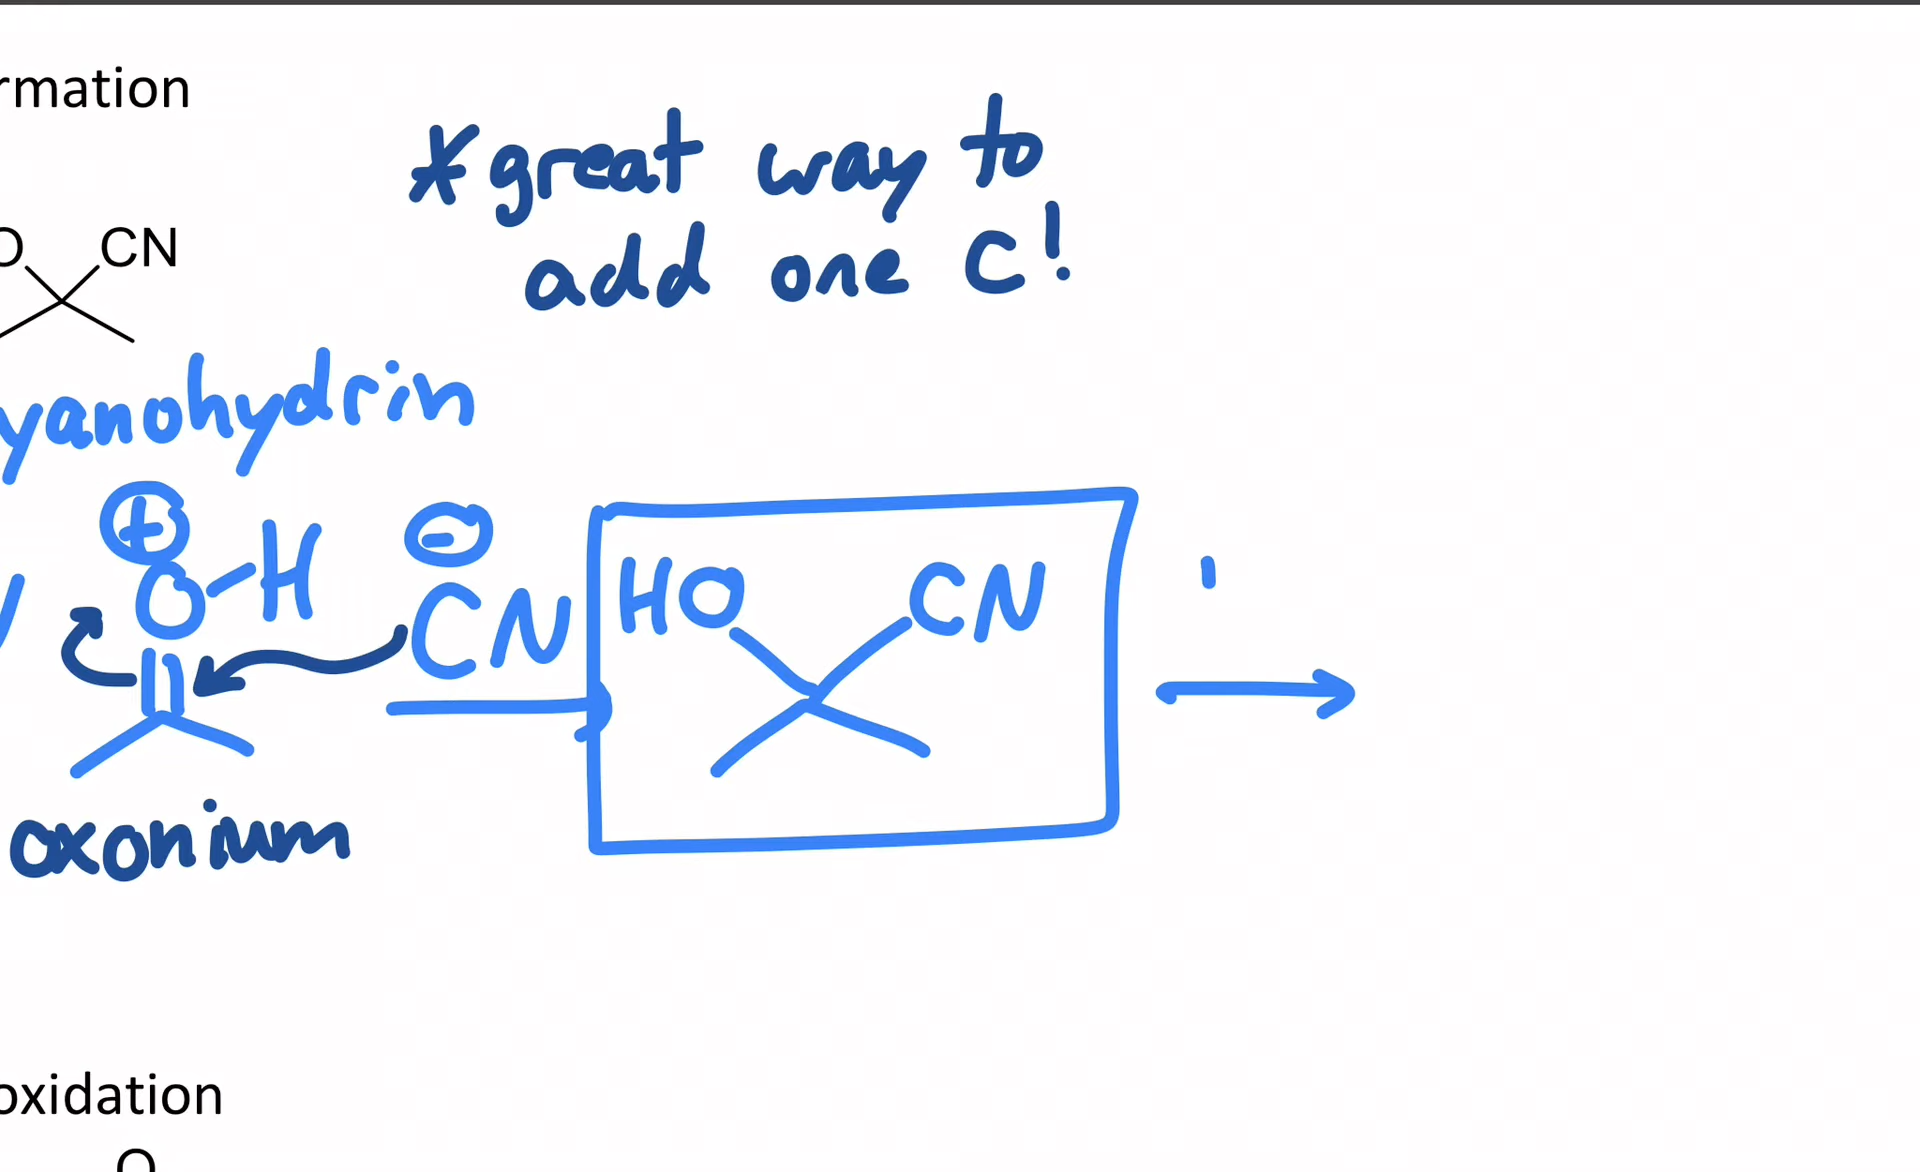 rmation
*great way to
add one C!
O CN
yanohydrin
⊕ ⊖
O-H CN HO CN
oxonium
oxidation
O